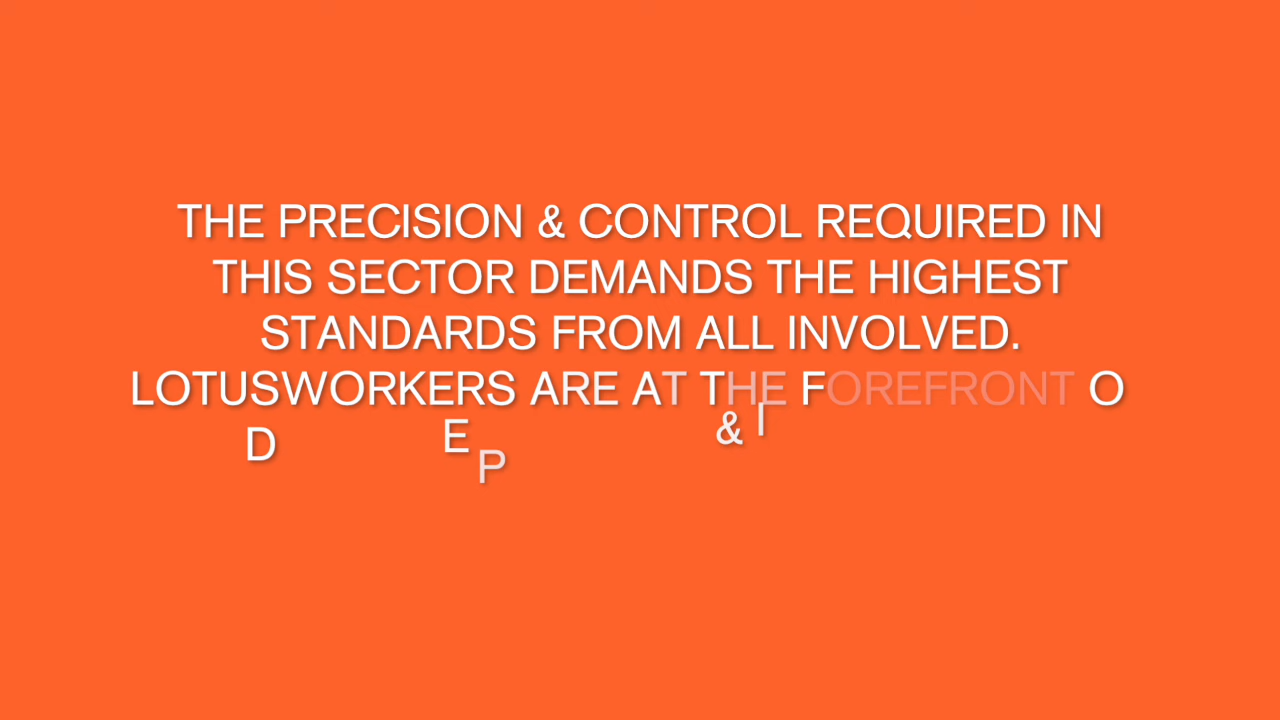 THE PRECISION & CONTROL REQUIRED IN
THIS SECTOR DEMANDS THE HIGHEST
STANDARDS FROM ALL INVOLVED.
LOTUSWORKERS ARE AT THE FOREFRONT O
D E P & I